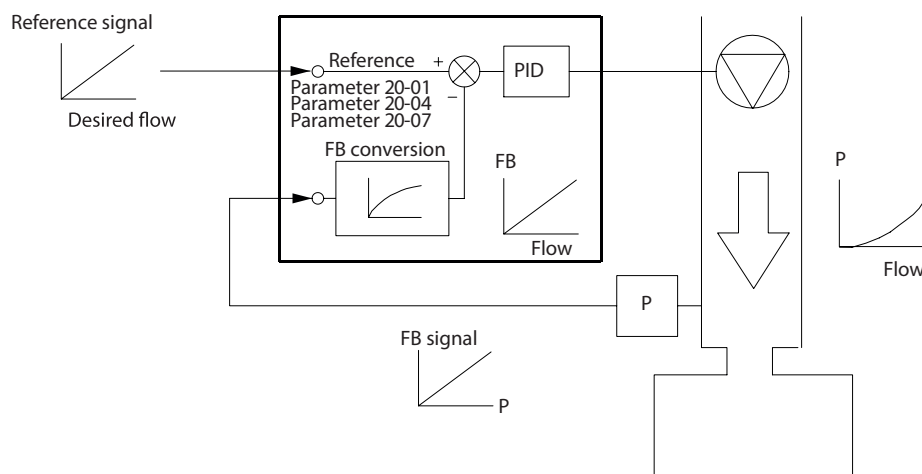 Reference signal
Desired flow
Reference
+
Parameter 20-01
Parameter 20-04
Parameter 20-07
–
PID
FB conversion
FB
Flow
P
Flow
P
FB signal
P